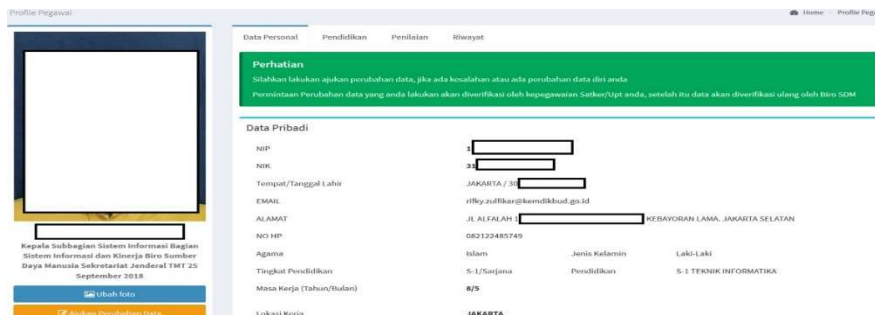 Profile Pegawai
Home Profile Peg
Data Personal Pendidikan Penilaian Riwayat
Perhatian
Silahkan lakukan ajukan perubahan data, jika ada kesalahan atau ada perubahan data diri anda
Permintaan Perubahan data yang anda lakukan akan diverifikasi oleh kepegawaian Satker/Upt anda, setelah itu data akan diverifikasi ulang oleh Biro SDM
Data Pribadi
NIP 1
NIK 31
Tempat/Tanggal Lahir JAKARTA / 30
EMAIL rifky.zulfikar@kemdikbud.go.id
ALAMAT JL ALFALAH 1 KEBAYORAN LAMA, JAKARTA SELATAN
NO HP 082122485749
Agama Islam Jenis Kelamin Laki-Laki
Tingkat Pendidikan S-1/Sarjana Pendidikan S-1 TEKNIK INFORMATIKA
Masa Kerja (Tahun/Bulan) 8/5
Lokasi Kerja JAKARTA
Kepala Subbagian Sistem Informasi Bagian
Sistem Informasi dan Kinerja Biro Sumber
Daya Manusia Sekretariat Jenderal TMT 25
September 2018
Ubah foto
Ajukan Perubahan Data